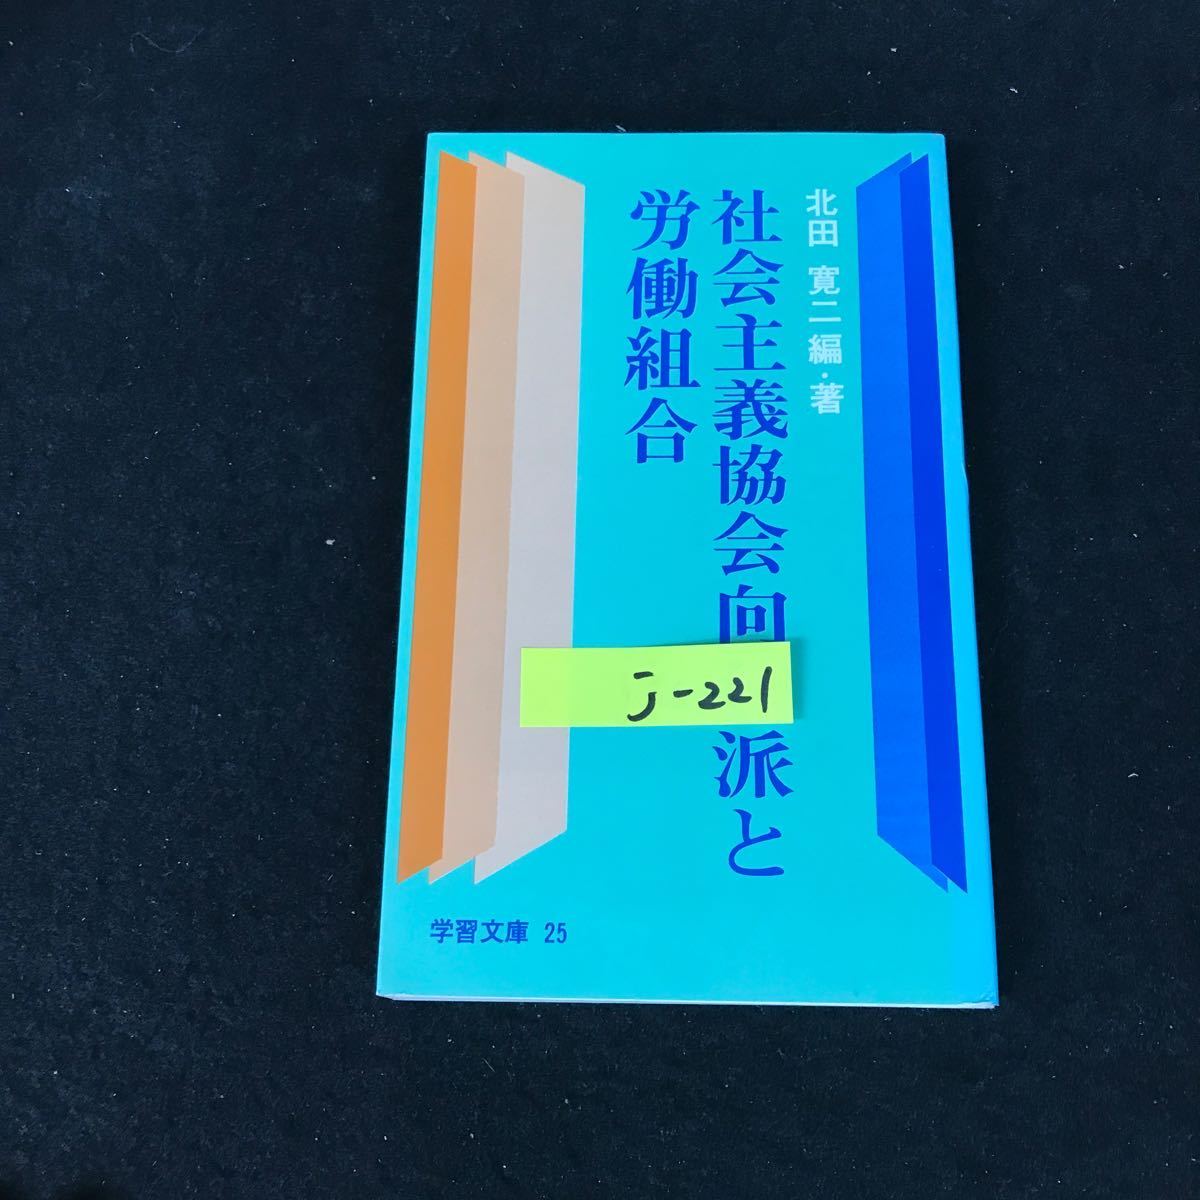 北田 寛二編・著
社会主義協会向派と
労働組合
J-221
学習文庫 25